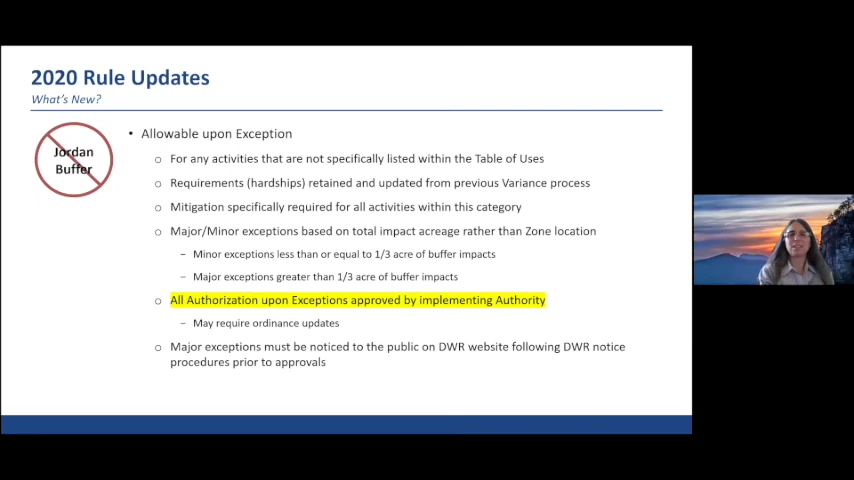 2020 Rule Updates
What's New?
Jordan
Buffer
• Allowable upon Exception
o For any activities that are not specifically listed within the Table of Uses
o Requirements (hardships) retained and updated from previous Variance process
o Mitigation specifically required for all activities within this category
o Major/Minor exceptions based on total impact acreage rather than Zone location
– Minor exceptions less than or equal to 1/3 acre of buffer impacts
– Major exceptions greater than 1/3 acre of buffer impacts
o All Authorization upon Exceptions approved by implementing Authority
– May require ordinance updates
o Major exceptions must be noticed to the public on DWR website following DWR notice
procedures prior to approvals